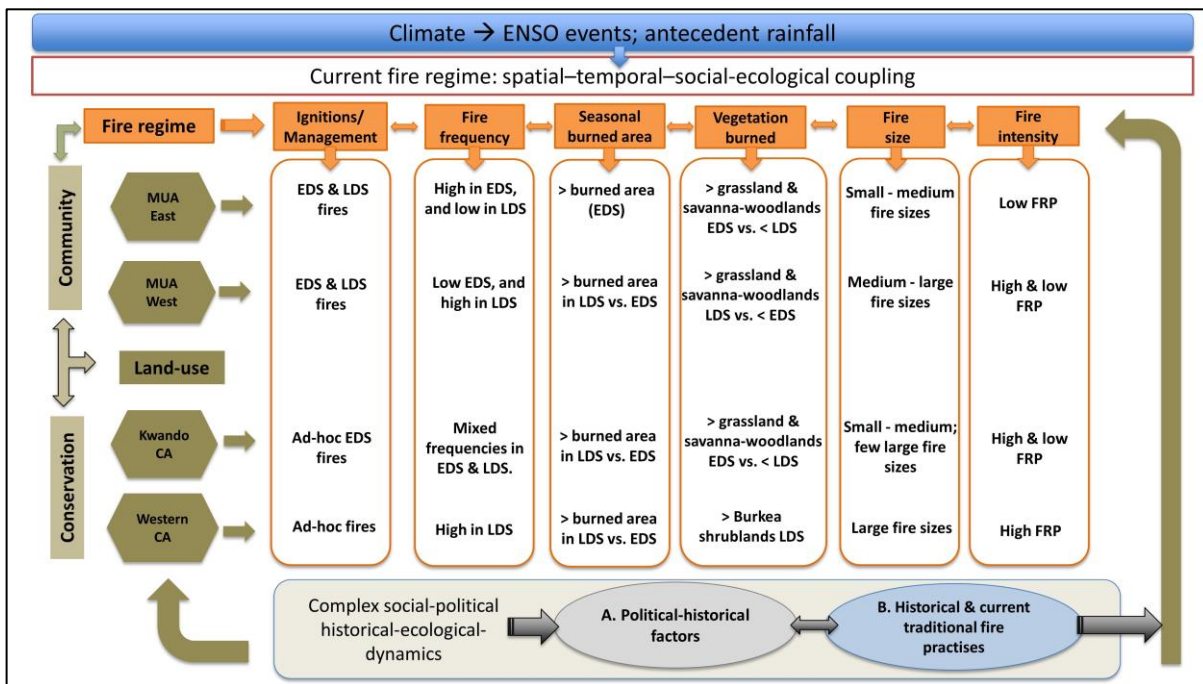 Climate → ENSO events; antecedent rainfall
Current fire regime: spatial–temporal–social-ecological coupling
Fire regime
Ignitions/
Management
Fire
frequency
Seasonal
burned area
Vegetation
burned
Fire
size
Fire
intensity
Community
MUA
East
EDS & LDS
fires
High in EDS,
and low in LDS
> burned area
(EDS)
> grassland &
savanna-woodlands
EDS vs. < LDS
Small - medium
fire sizes
Low FRP
MUA
West
EDS & LDS
fires
Low EDS, and
high in LDS
> burned area
in LDS vs. EDS
> grassland &
savanna-woodlands
LDS vs. < EDS
Medium - large
fire sizes
High & low
FRP
Land-use
Conservation
Kwando
CA
Ad-hoc EDS
fires
Mixed
frequencies in
EDS & LDS.
> burned area
in LDS vs. EDS
> grassland &
savanna-woodlands
EDS vs. < LDS
Small - medium;
few large fire
sizes
High & low
FRP
Western
CA
Ad-hoc fires
High in LDS
> burned area
in LDS vs. EDS
> Burkea
shrublands LDS
Large fire sizes
High FRP
Complex social-political
historical-ecological-
dynamics
A. Political-historical
factors
B. Historical & current
traditional fire
practises